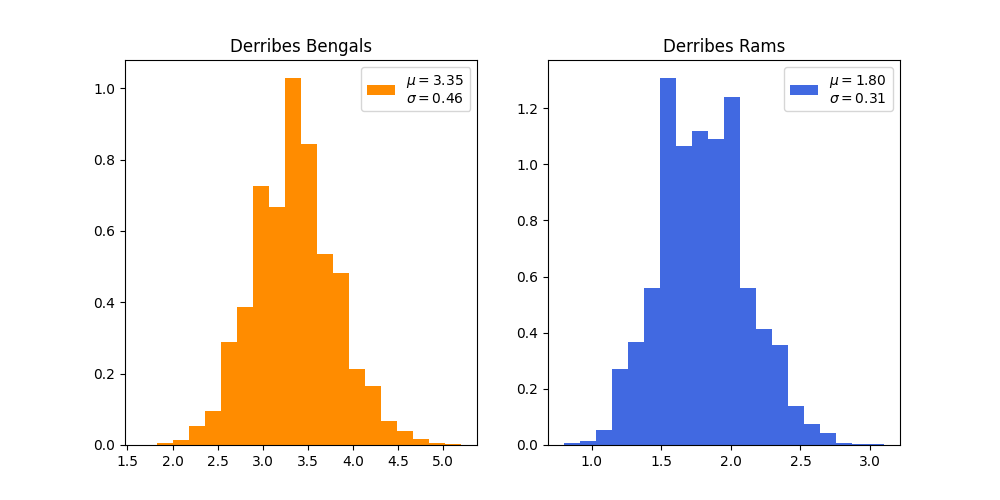 Derribes Bengals
μ = 3.35
σ = 0.46
1.0
0.8
0.6
0.4
0.2
0.0
1.5 2.0 2.5 3.0 3.5 4.0 4.5 5.0
Derribes Rams
μ = 1.80
σ = 0.31
1.2
1.0
0.8
0.6
0.4
0.2
0.0
1.0 1.5 2.0 2.5 3.0